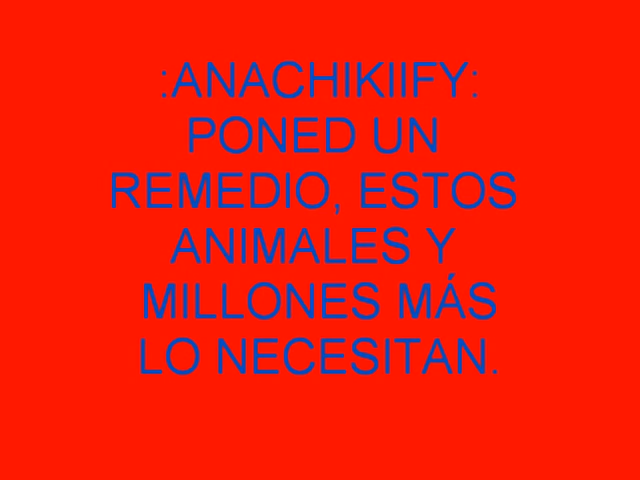 :ANACHIKIIFY:
PONED UN
REMEDIO, ESTOS
ANIMALES Y
MILLONES MÁS
LO NECESITAN.